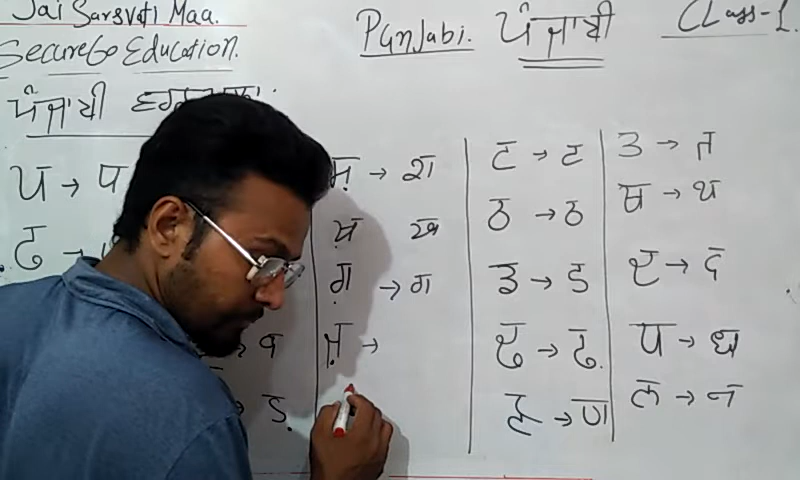 Jai Sarsvati Maa.
Punjabi. ਪੰਜਾਬੀ
Class-1.
SecureGo Education.
ਪੰਜਾਬੀ
ਪ → प
ਸ਼ → श
ਖ਼ ख
ਗ਼ → ग
ਜ਼ →
ਟ → ट
ਠ → ठ
ਡ → ड
ਢ → ढ
ਣ → ण
ਤ → त
ਥ → थ
ਦ → द
ਧ → ध
ਨ → न